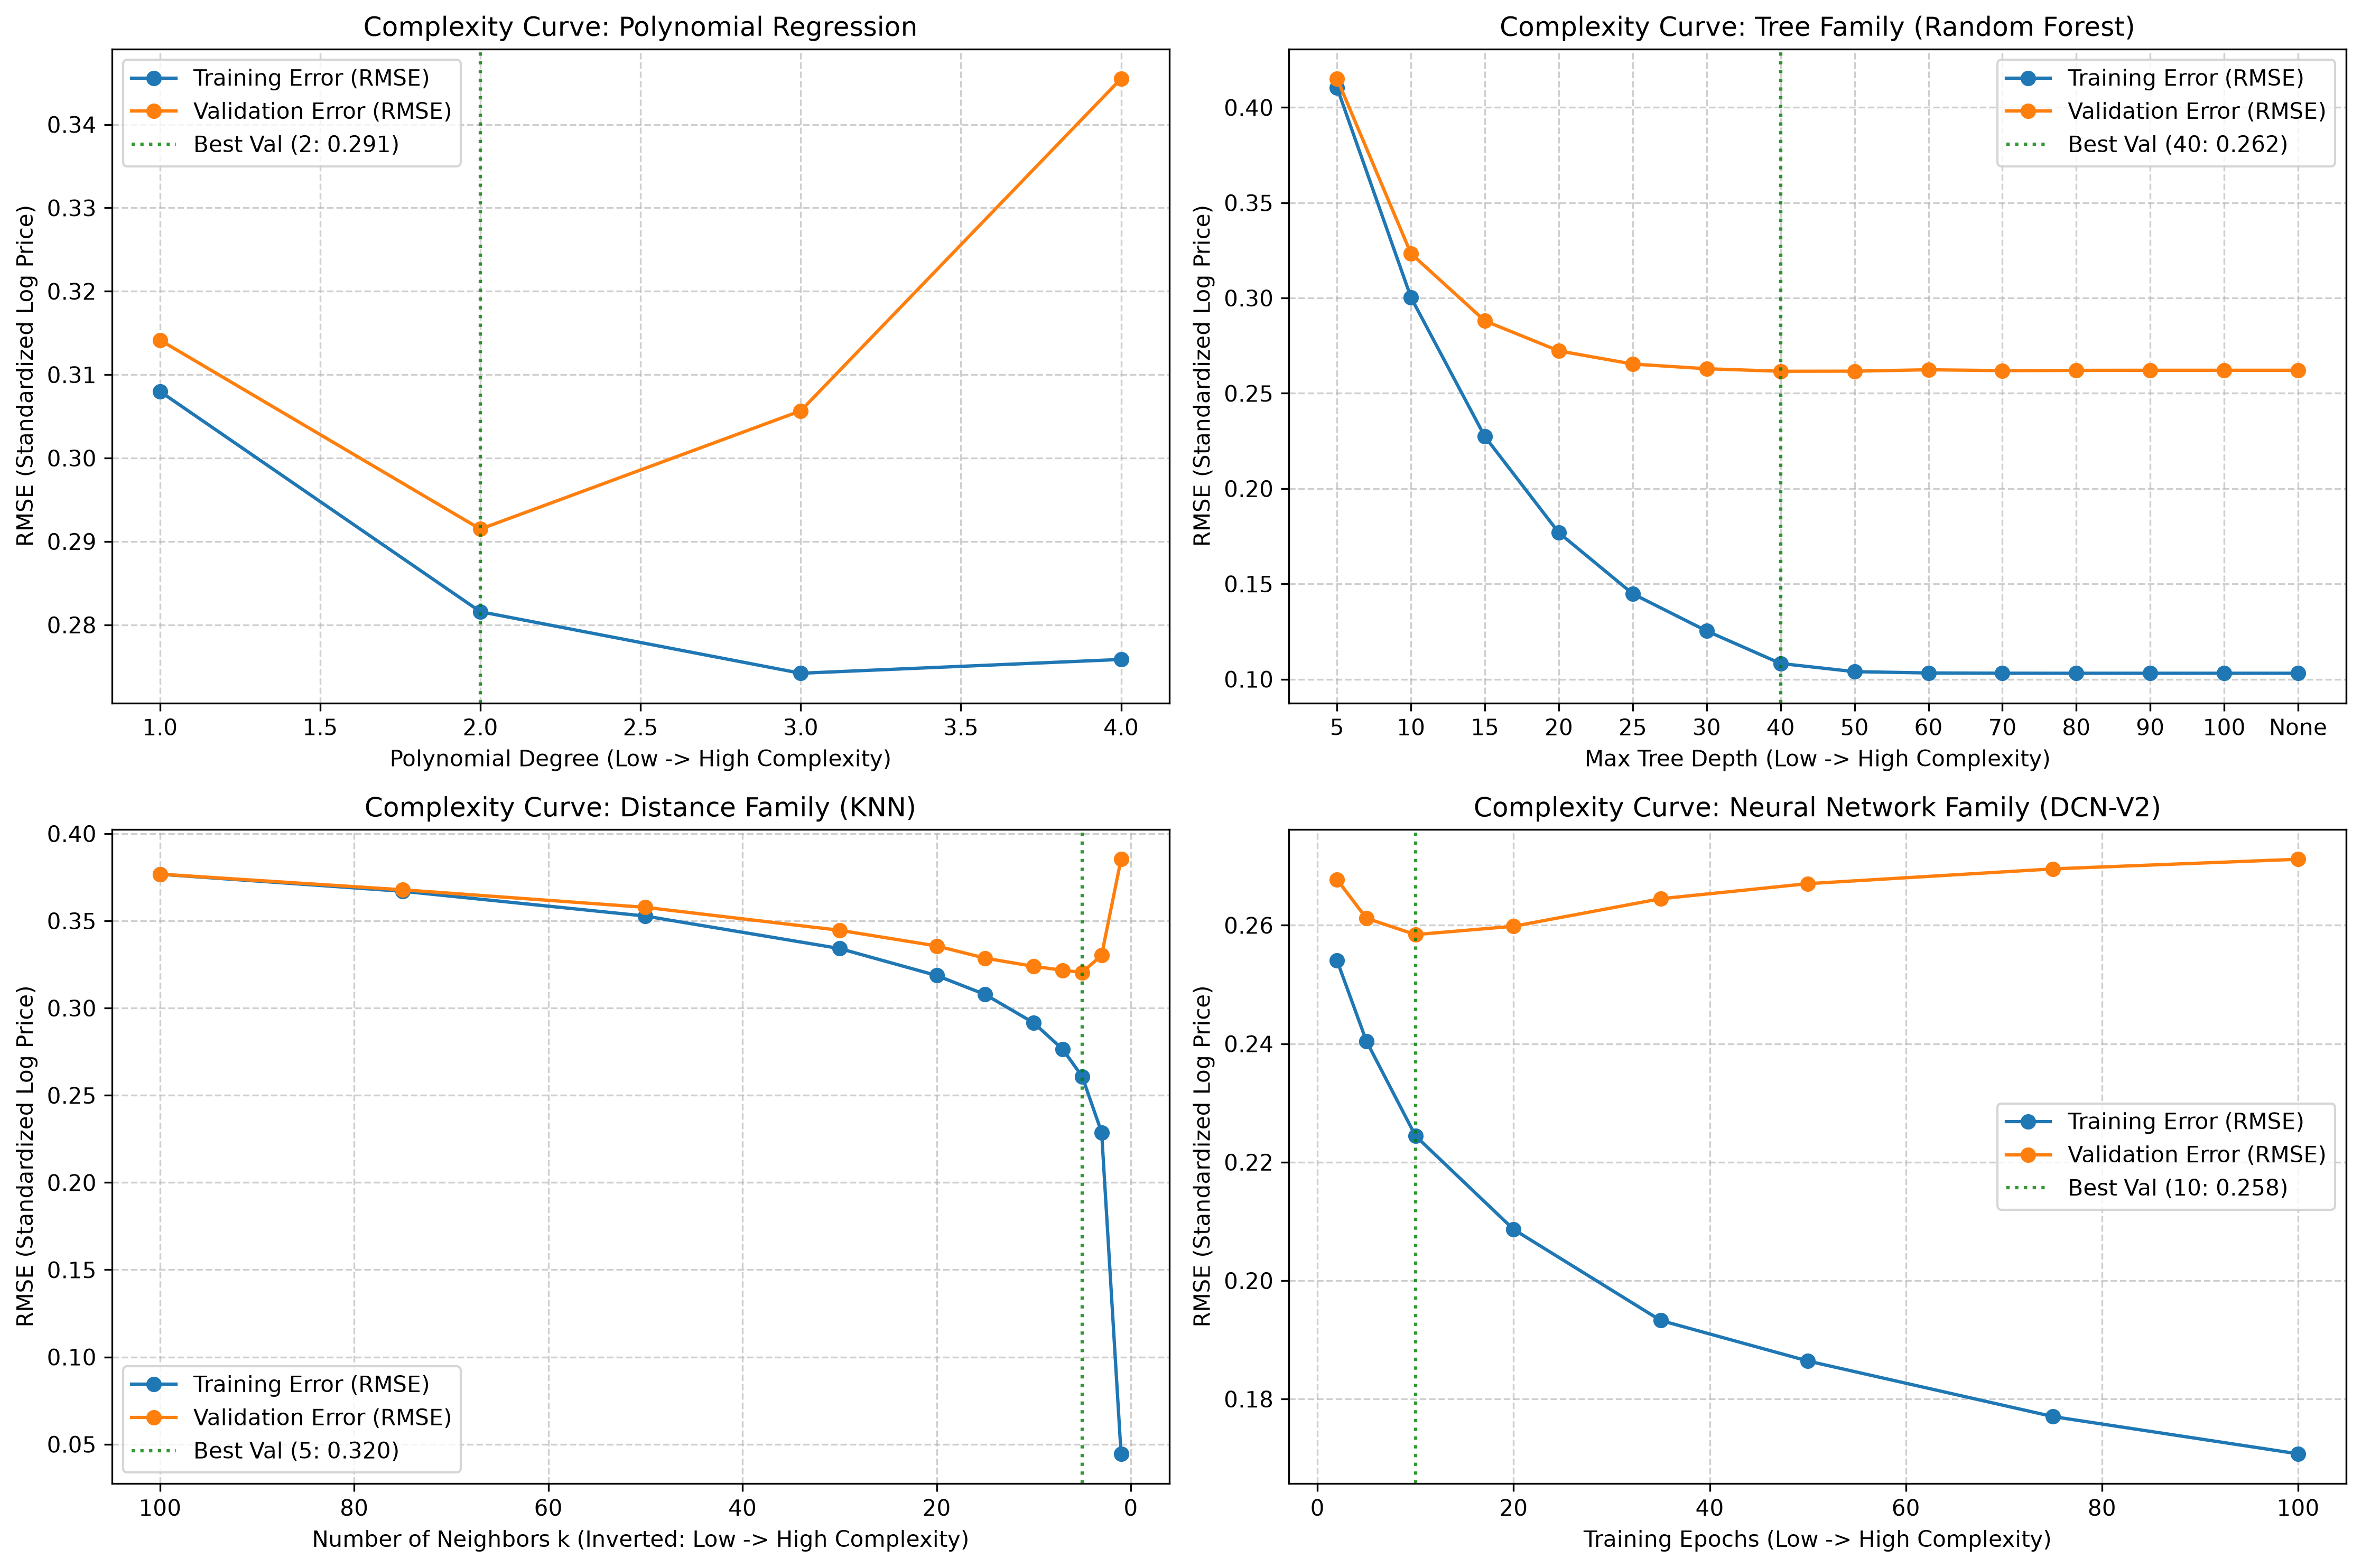 Complexity Curve: Polynomial Regression
Training Error (RMSE)
Validation Error (RMSE)
Best Val (2: 0.291)
RMSE (Standardized Log Price)
0.34
0.33
0.32
0.31
0.30
0.29
0.28
1.0 1.5 2.0 2.5 3.0 3.5 4.0
Polynomial Degree (Low -> High Complexity)
Complexity Curve: Tree Family (Random Forest)
Training Error (RMSE)
Validation Error (RMSE)
Best Val (40: 0.262)
RMSE (Standardized Log Price)
0.40
0.35
0.30
0.25
0.20
0.15
0.10
5 10 15 20 25 30 40 50 60 70 80 90 100 None
Max Tree Depth (Low -> High Complexity)
Complexity Curve: Distance Family (KNN)
RMSE (Standardized Log Price)
0.40
0.35
0.30
0.25
0.20
0.15
0.10
0.05
Training Error (RMSE)
Validation Error (RMSE)
Best Val (5: 0.320)
100 80 60 40 20 0
Number of Neighbors k (Inverted: Low -> High Complexity)
Complexity Curve: Neural Network Family (DCN-V2)
RMSE (Standardized Log Price)
0.26
0.24
0.22
0.20
0.18
Training Error (RMSE)
Validation Error (RMSE)
Best Val (10: 0.258)
0 20 40 60 80 100
Training Epochs (Low -> High Complexity)